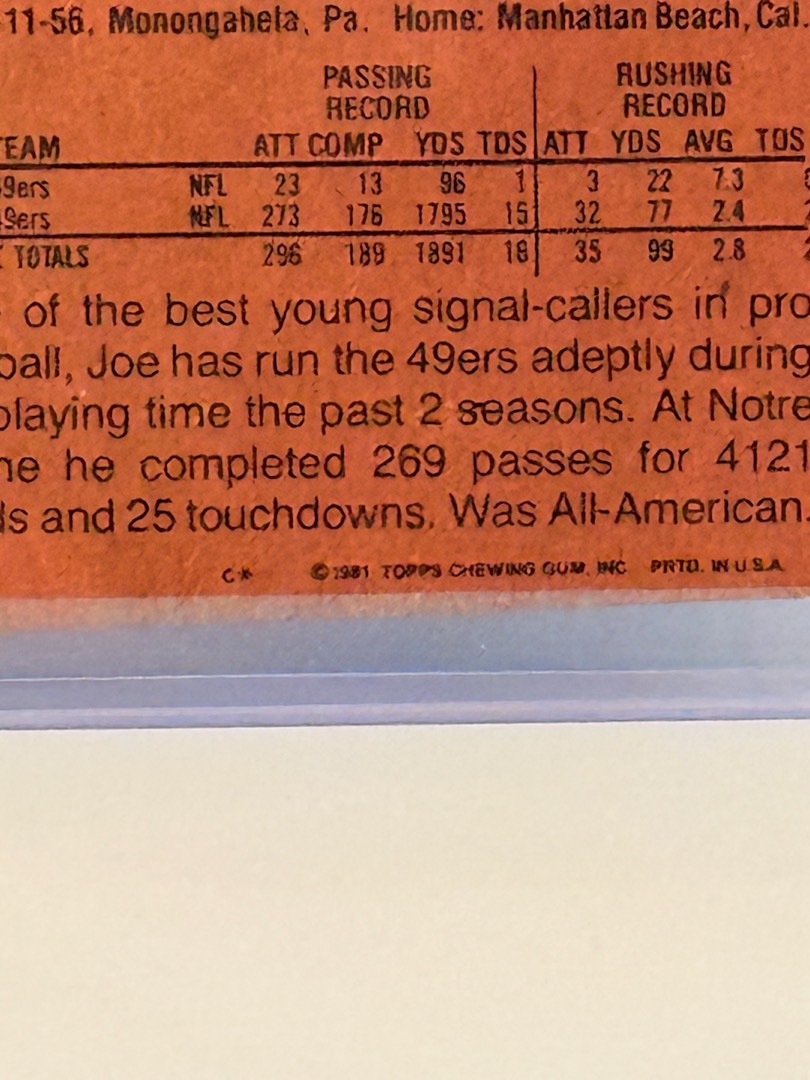 11-56, Monongahela, Pa. Home: Manhattan Beach, Cal.
PASSING RUSHING
RECORD RECORD
EAM ATT COMP YDS TDS ATT YDS AVG TDS
9ers NFL 23 13 96 1 3 22 7.3
9ers NFL 273 176 1795 15 32 77 2.4
TOTALS 296 189 1891 16 35 99 2.8
of the best young signal-callers in pro
ball, Joe has run the 49ers adeptly during
playing time the past 2 seasons. At Notre
ne he completed 269 passes for 4121
ds and 25 touchdowns. Was All-American.
C* ©1981 TOPPS CHEWING GUM, INC PRTD. IN U.S.A.